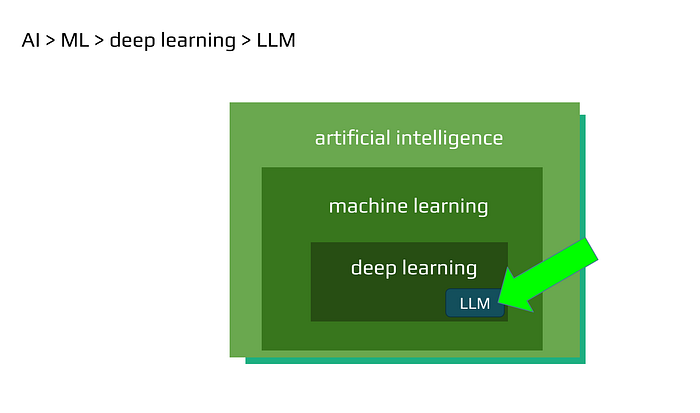 AI > ML > deep learning > LLM
artificial intelligence
machine learning
deep learning
LLM